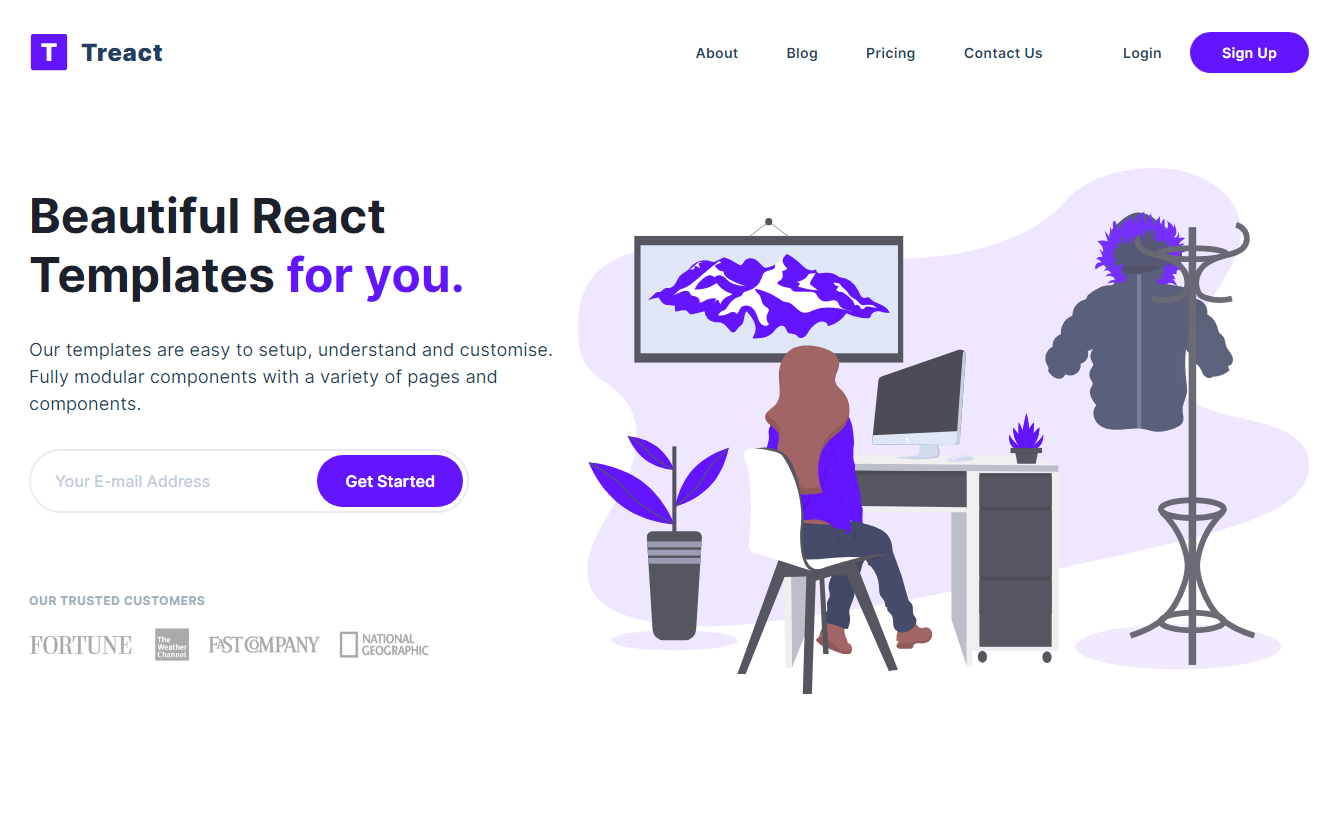 T Treact
About Blog Pricing Contact Us Login Sign Up
Beautiful React
Templates for you.
Our templates are easy to setup, understand and customise.
Fully modular components with a variety of pages and
components.
Your E-mail Address Get Started
OUR TRUSTED CUSTOMERS
FORTUNE
The
Weather
Channel
FAST COMPANY
NATIONAL
GEOGRAPHIC